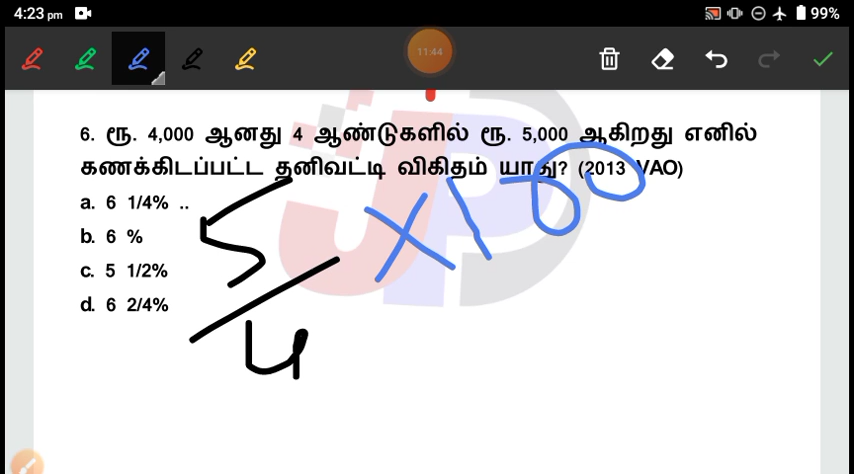 4:23 pm 99%
11:44
6. ரூ. 4,000 ஆனது 4 ஆண்டுகளில் ரூ. 5,000 ஆகிறது எனில்
கணக்கிடப்பட்ட தனிவட்டி விகிதம் யாது? (2013 VAO)
a. 6 1/4% ..
b. 6 %
c. 5 1/2%
d. 6 2/4%
5/4 × 100